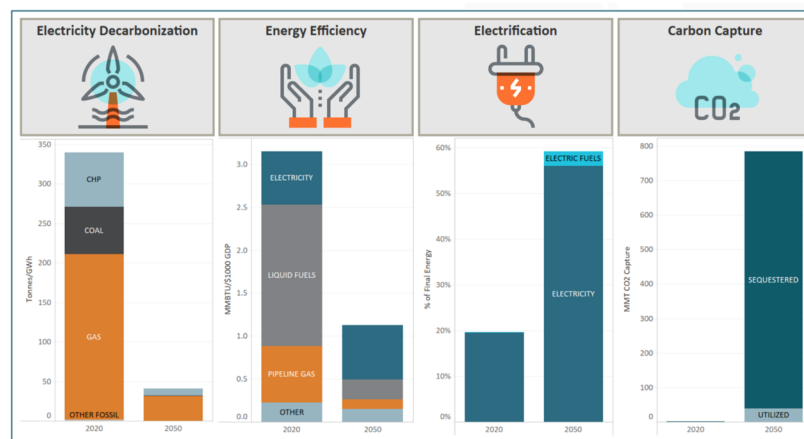 Electricity Decarbonization
Energy Efficiency
Electrification
Carbon Capture
CO2
350
300
250
200
150
100
50
0
Tonnes/GWh
CHP
COAL
GAS
OTHER FOSSIL
2020
2050
3.0
2.5
2.0
1.5
1.0
0.5
0.0
MMBTU/$1000 GDP
ELECTRICITY
LIQUID FUELS
PIPELINE GAS
OTHER
2020
2050
60%
50%
40%
30%
20%
10%
0%
% of Final Energy
ELECTRIC FUELS
ELECTRICITY
2020
2050
800
700
600
500
400
300
200
100
0
MMT CO2 Capture
SEQUESTERED
UTILIZED
2020
2050